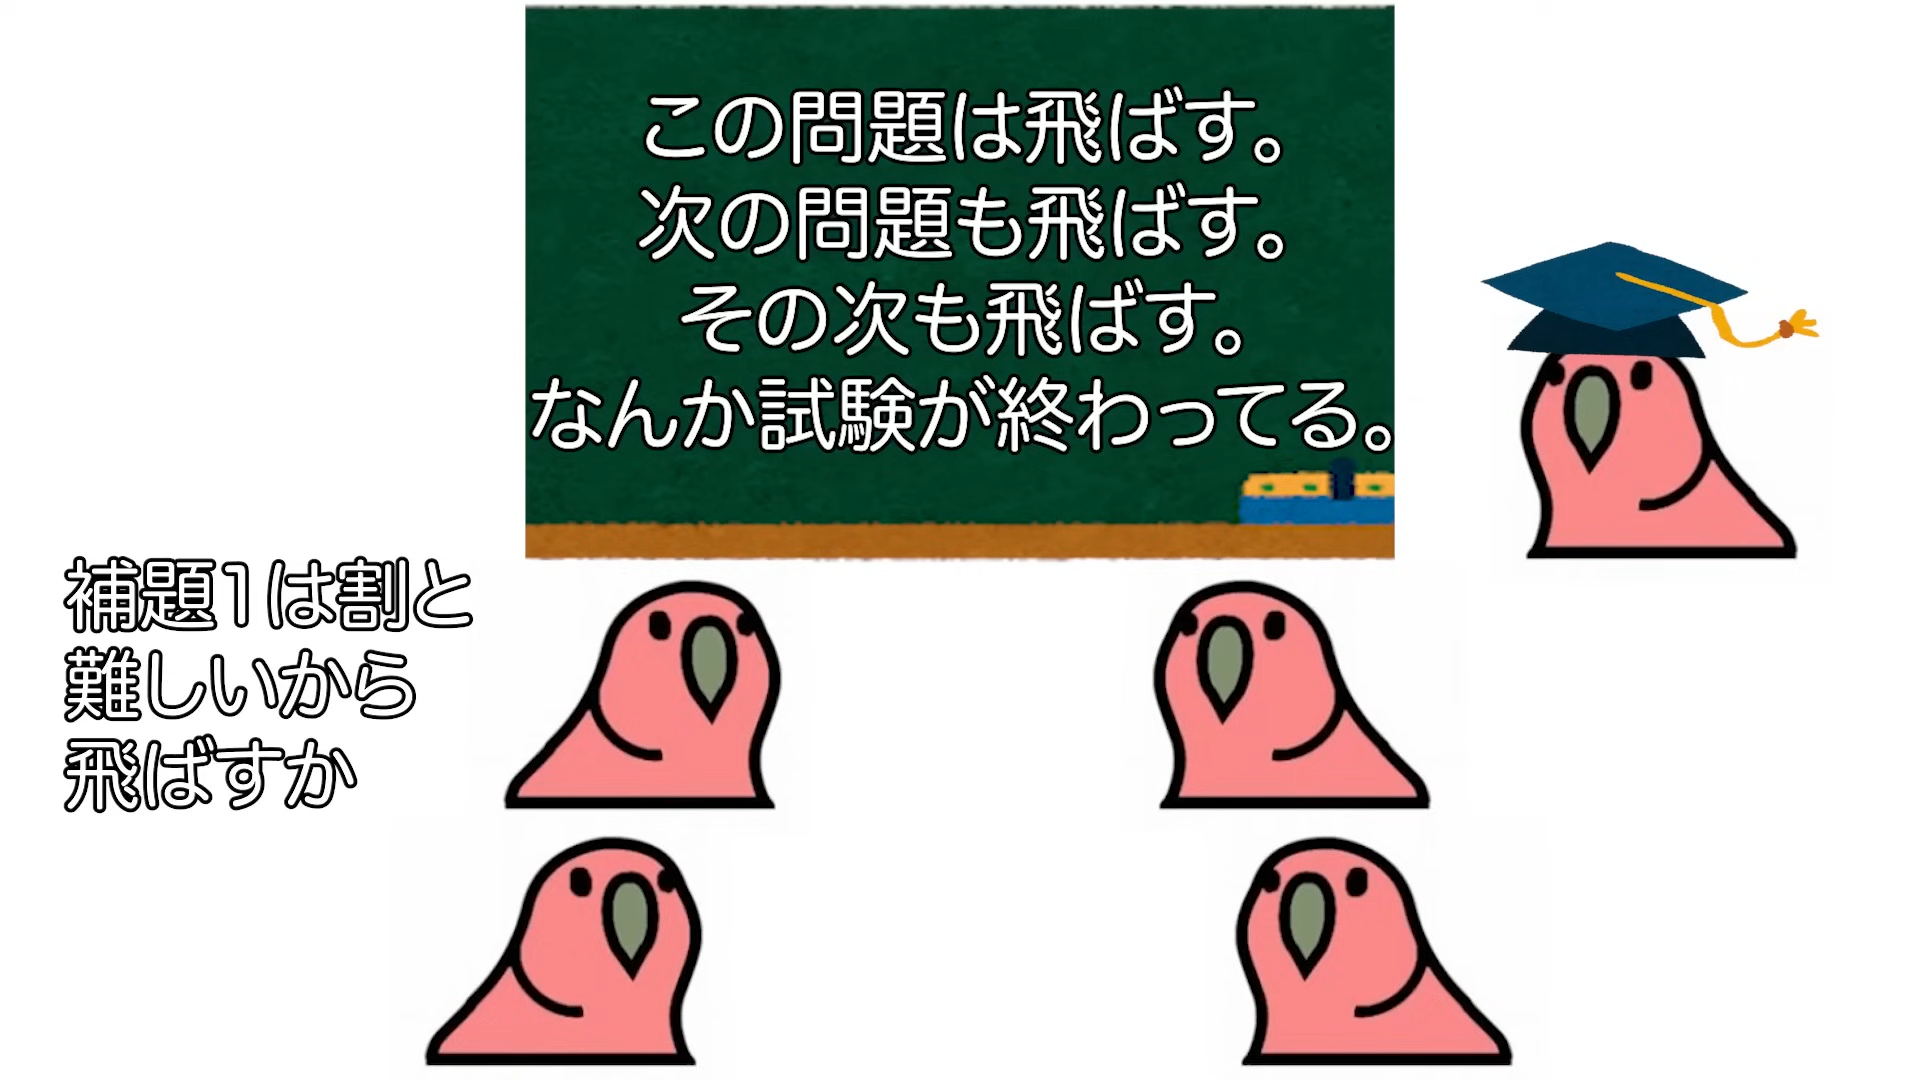 この問題は飛ばす。
次の問題も飛ばす。
その次も飛ばす。
なんか試験が終わってる。
補題1は割と
難しいから
飛ばすか